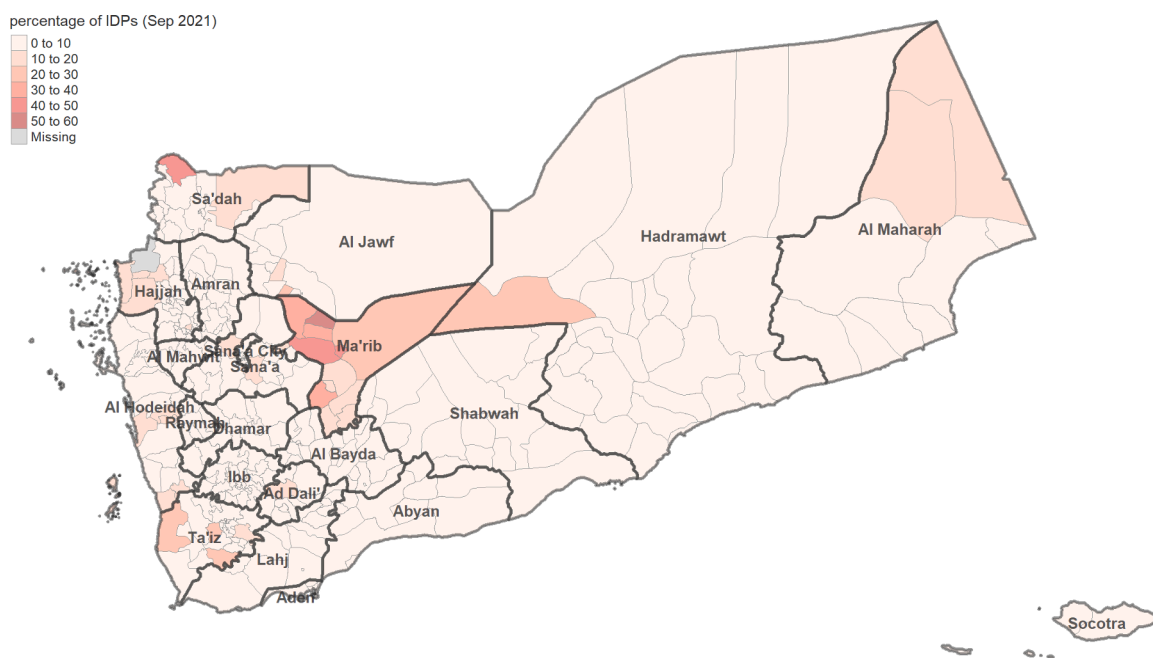 percentage of IDPs (Sep 2021)
0 to 10
10 to 20
20 to 30
30 to 40
40 to 50
50 to 60
Missing
Sa'dah
Al Jawf
Hadramawt
Al Maharah
Hajjah
Amran
Ma'rib
Al Mahwit
Sana'a City
Sana'a
Al Hodeidah
Raymah
Dhamar
Shabwah
Al Bayda
Ibb
Ad Dali'
Abyan
Ta'iz
Lahj
Aden
Socotra